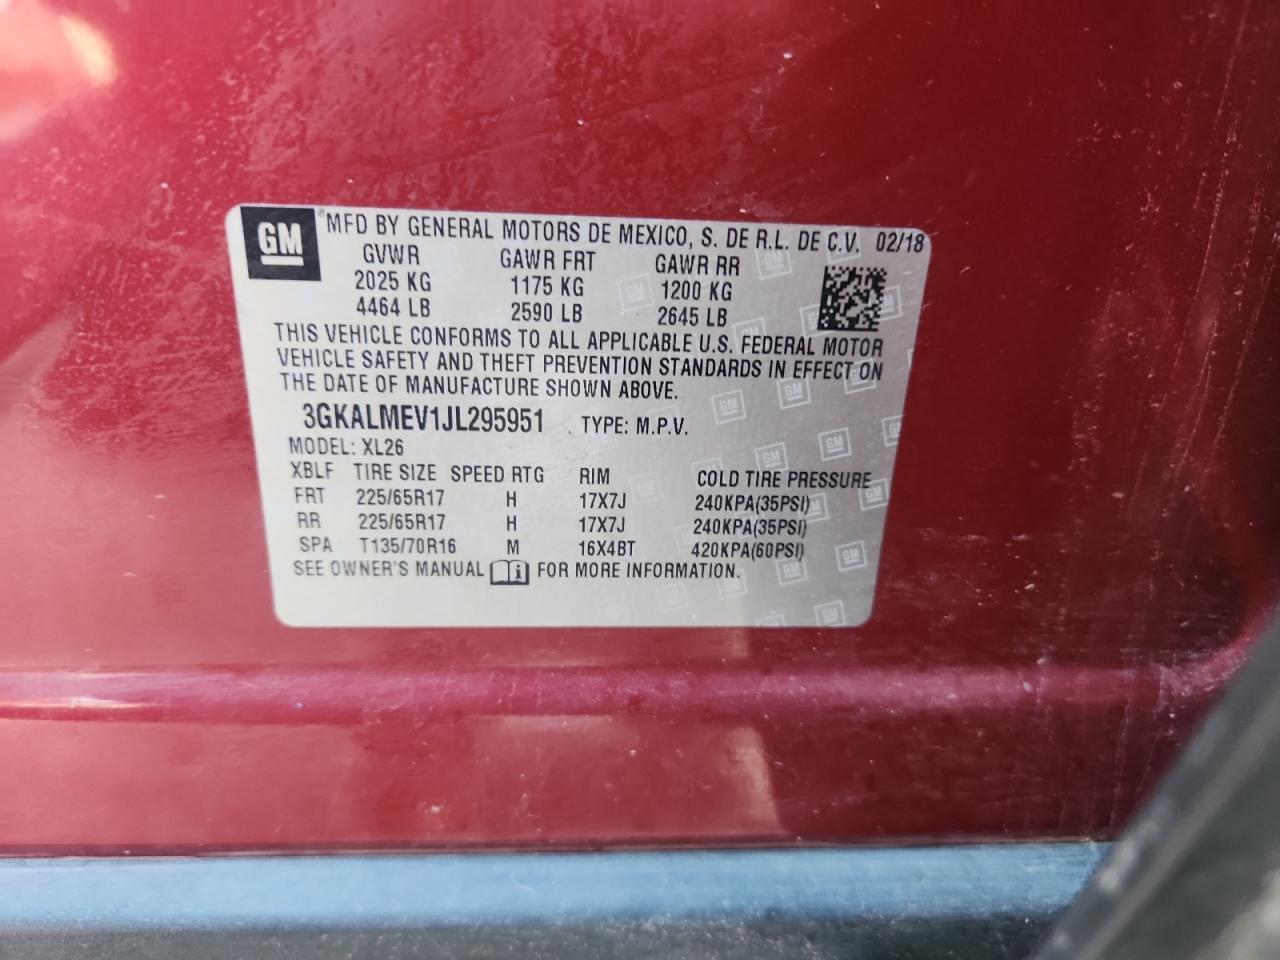 GM MFD BY GENERAL MOTORS DE MEXICO, S. DE R.L. DE C.V. 02/18
GVWR GAWR FRT GAWR RR
2025 KG 1175 KG 1200 KG
4464 LB 2590 LB 2645 LB
THIS VEHICLE CONFORMS TO ALL APPLICABLE U.S. FEDERAL MOTOR
VEHICLE SAFETY AND THEFT PREVENTION STANDARDS IN EFFECT ON
THE DATE OF MANUFACTURE SHOWN ABOVE.
3GKALMEV1JL295951 TYPE: M.P.V.
MODEL: XL26
XBLF TIRE SIZE SPEED RTG RIM COLD TIRE PRESSURE
FRT 225/65R17 H 17X7J 240KPA(35PSI)
RR 225/65R17 H 17X7J 240KPA(35PSI)
SPA T135/70R16 M 16X4BT 420KPA(60PSI)
SEE OWNER'S MANUAL i FOR MORE INFORMATION.